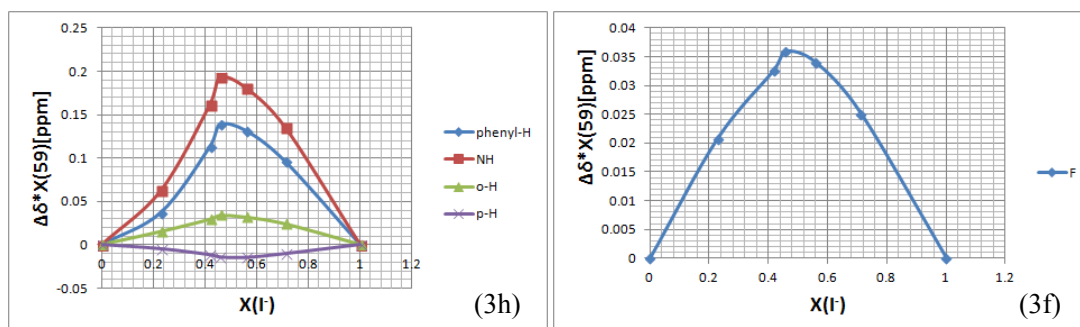 0.25
0.2
0.15
0.1
0.05
0
-0.05
0
0.2
0.4
0.6
0.8
1
1.2
Δδ*X(59)[ppm]
X(I-)
phenyl-H
NH
o-H
p-H
(3h)
0.04
0.035
0.03
0.025
0.02
0.015
0.01
0.005
0
0
0.2
0.4
0.6
0.8
1
1.2
Δδ*X(59)[ppm]
X(I-)
F
(3f)